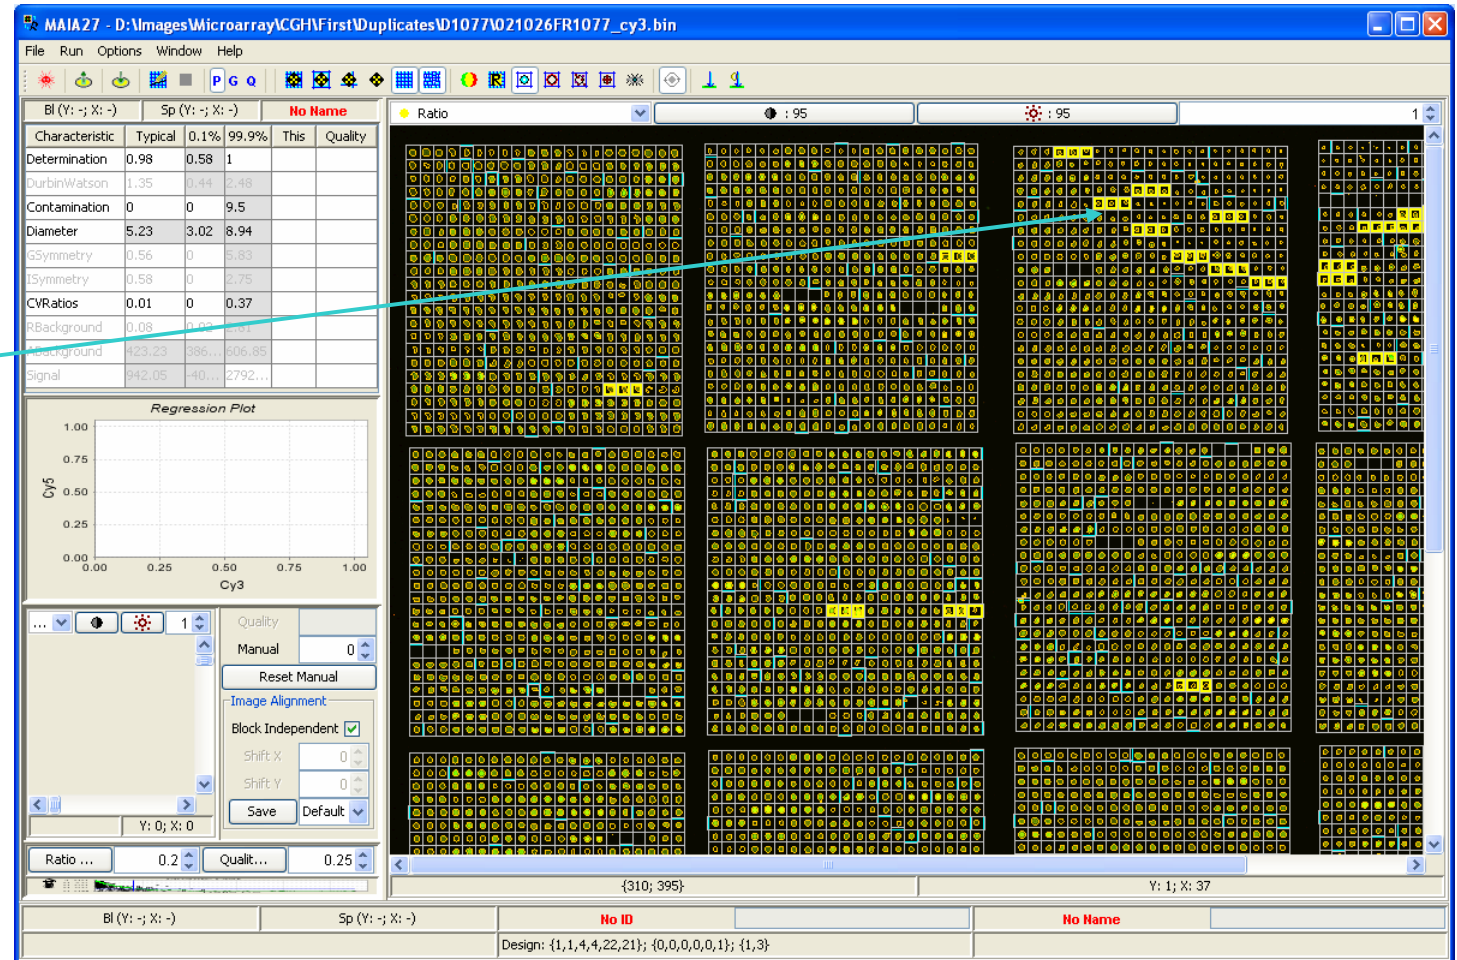 MAIA27 - D:\Images\Microarray\CGH\First\Duplicates\D1077\021026FR1077_cy3.bin
File Run Options Window Help
P G Q R
Bl (Y: -; X: -) Sp (Y: -; X: -) No Name
Ratio : 95 : 95 1
Characteristic Typical 0.1% 99.9% This Quality
Determination 0.98 0.58 1
DurbinWatson 1.35 0.44 2.48
Contamination 0 0 9.5
Diameter 5.23 3.02 8.94
GSymmetry 0.56 0 5.83
ISymmetry 0.58 0 2.75
CVRatios 0.01 0 0.37
RBackground 0.08
423.23 386... 606.85
Signal 942.05 -40... 2792...
Regression Plot
1.00
0.75
Cy5
0.50
0.25
0.00
0.00 0.25 0.50 0.75 1.00
Cy3
... 1
Quality
Manual 0
Reset Manual
Image Alignment
Block Independent
Shift X 0
Shift Y 0
Save Default
Y: 0; X: 0
Ratio ... 0.2 Qualit... 0.25
{310; 395} Y: 1; X: 37
Bl (Y: -; X: -) Sp (Y: -; X: -) No ID No Name
Design: {1,1,4,4,22,21}; {0,0,0,0,0,1}; {1,3}